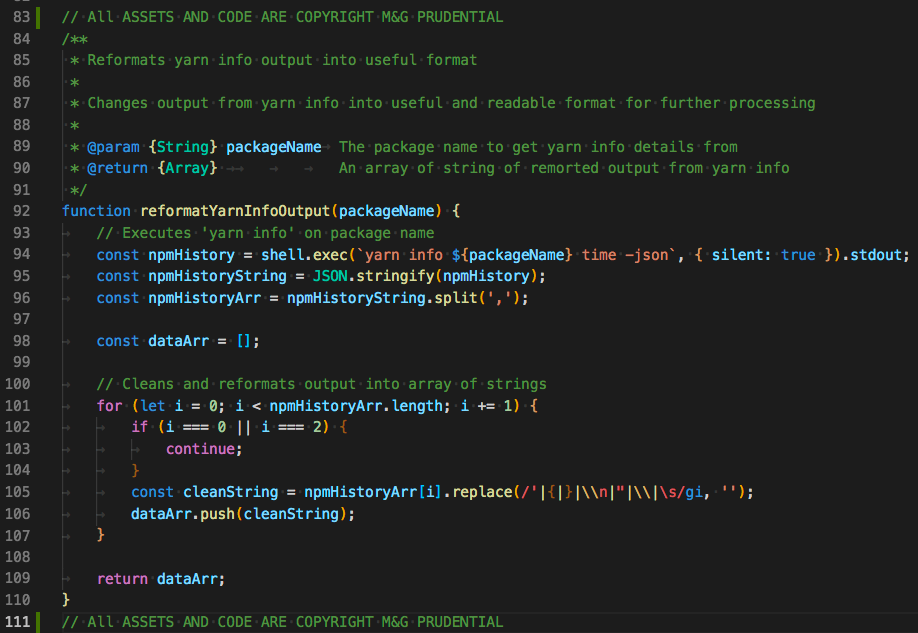 83 // All ASSETS AND CODE ARE COPYRIGHT M&G PRUDENTIAL
84 /**
85  * Reformats yarn info output into useful format
86  *
87  * Changes output from yarn info into useful and readable format for further processing
88  *
89  * @param {String} packageName  The package name to get yarn info details from
90  * @return {Array}              An array of string of remorted output from yarn info
91  */
92 function reformatYarnInfoOutput(packageName) {
93     // Executes 'yarn info' on package name
94     const npmHistory = shell.exec(`yarn info ${packageName} time -json`, { silent: true }).stdout;
95     const npmHistoryString = JSON.stringify(npmHistory);
96     const npmHistoryArr = npmHistoryString.split(',');
97
98     const dataArr = [];
99
100     // Cleans and reformats output into array of strings
101     for (let i = 0; i < npmHistoryArr.length; i += 1) {
102         if (i === 0 || i === 2) {
103             continue;
104         }
105         const cleanString = npmHistoryArr[i].replace(/'|{|}|\\n|"|\\|\s/gi, '');
106         dataArr.push(cleanString);
107     }
108
109     return dataArr;
110 }
111 // All ASSETS AND CODE ARE COPYRIGHT M&G PRUDENTIAL